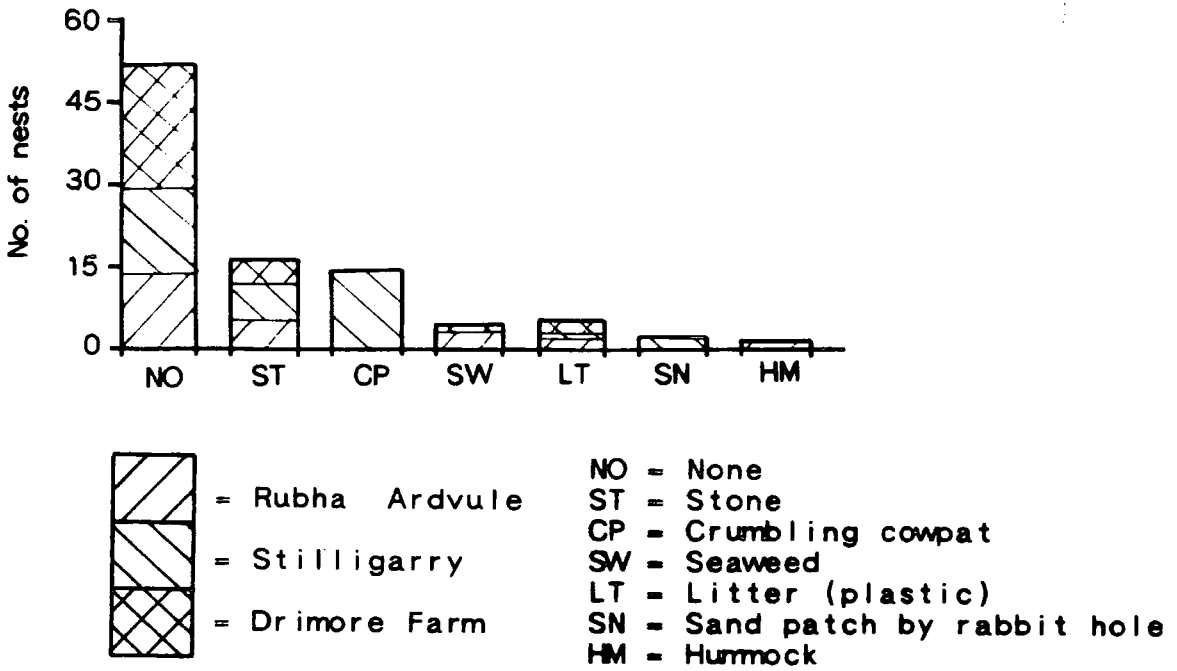 60
45
30
15
0
No. of nests
NO ST CP SW LT SN HM
= Rubha Ardvule
= Stilligarry
= Drimore Farm
NO = None
ST = Stone
CP = Crumbling cowpat
SW = Seaweed
LT = Litter (plastic)
SN = Sand patch by rabbit hole
HM = Hummock